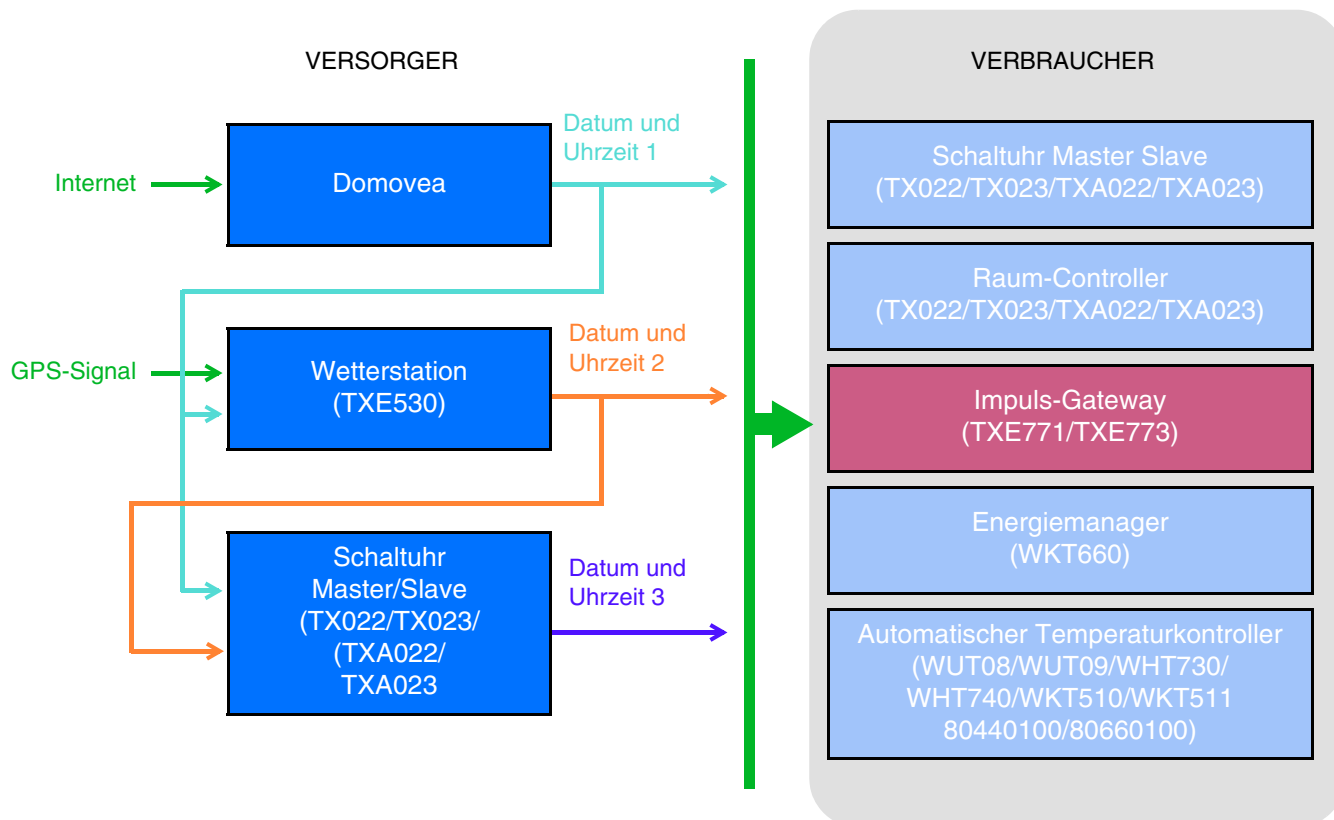 VERSORGER
Internet
Domovea
Datum und
Uhrzeit 1
GPS-Signal
Wetterstation
(TXE530)
Datum und
Uhrzeit 2
Schaltuhr
Master/Slave
(TX022/TX023/
(TXA022/
TXA023
Datum und
Uhrzeit 3
VERBRAUCHER
Schaltuhr Master Slave
(TX022/TX023/TXA022/TXA023)
Raum-Controller
(TX022/TX023/TXA022/TXA023)
Impuls-Gateway
(TXE771/TXE773)
Energiemanager
(WKT660)
Automatischer Temperaturkontroller
(WUT08/WUT09/WHT730/
WHT740/WKT510/WKT511
80440100/80660100)